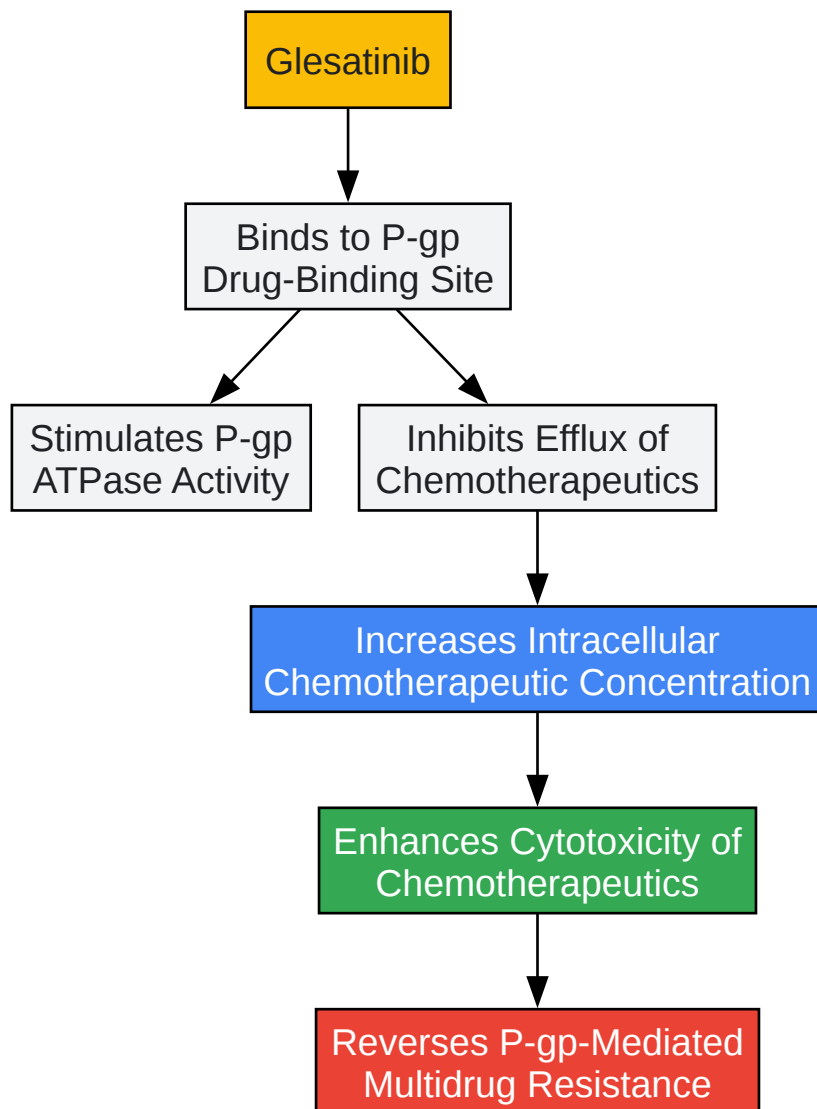 Glesatinib
Binds to P-gp
Drug-Binding Site
Stimulates P-gp
ATPase Activity
Inhibits Efflux of
Chemotherapeutics
Increases Intracellular
Chemotherapeutic Concentration
Enhances Cytotoxicity of
Chemotherapeutics
Reverses P-gp-Mediated
Multidrug Resistance